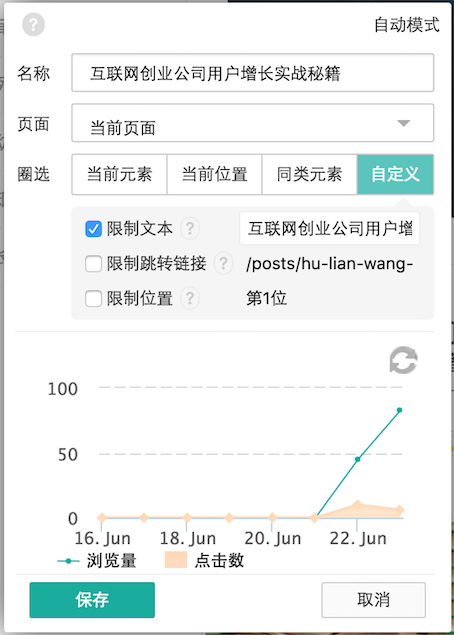 ?
自动模式
名称 互联网创业公司用户增长实战秘籍
页面 当前页面
圈选 当前元素 当前位置 同类元素 自定义
限制文本 ? 互联网创业公司用户增
限制跳转链接 ? /posts/hu-lian-wang-
限制位置 ? 第1位
100
50
0
16. Jun 18. Jun 20. Jun 22. Jun
浏览量 点击数
保存 取消